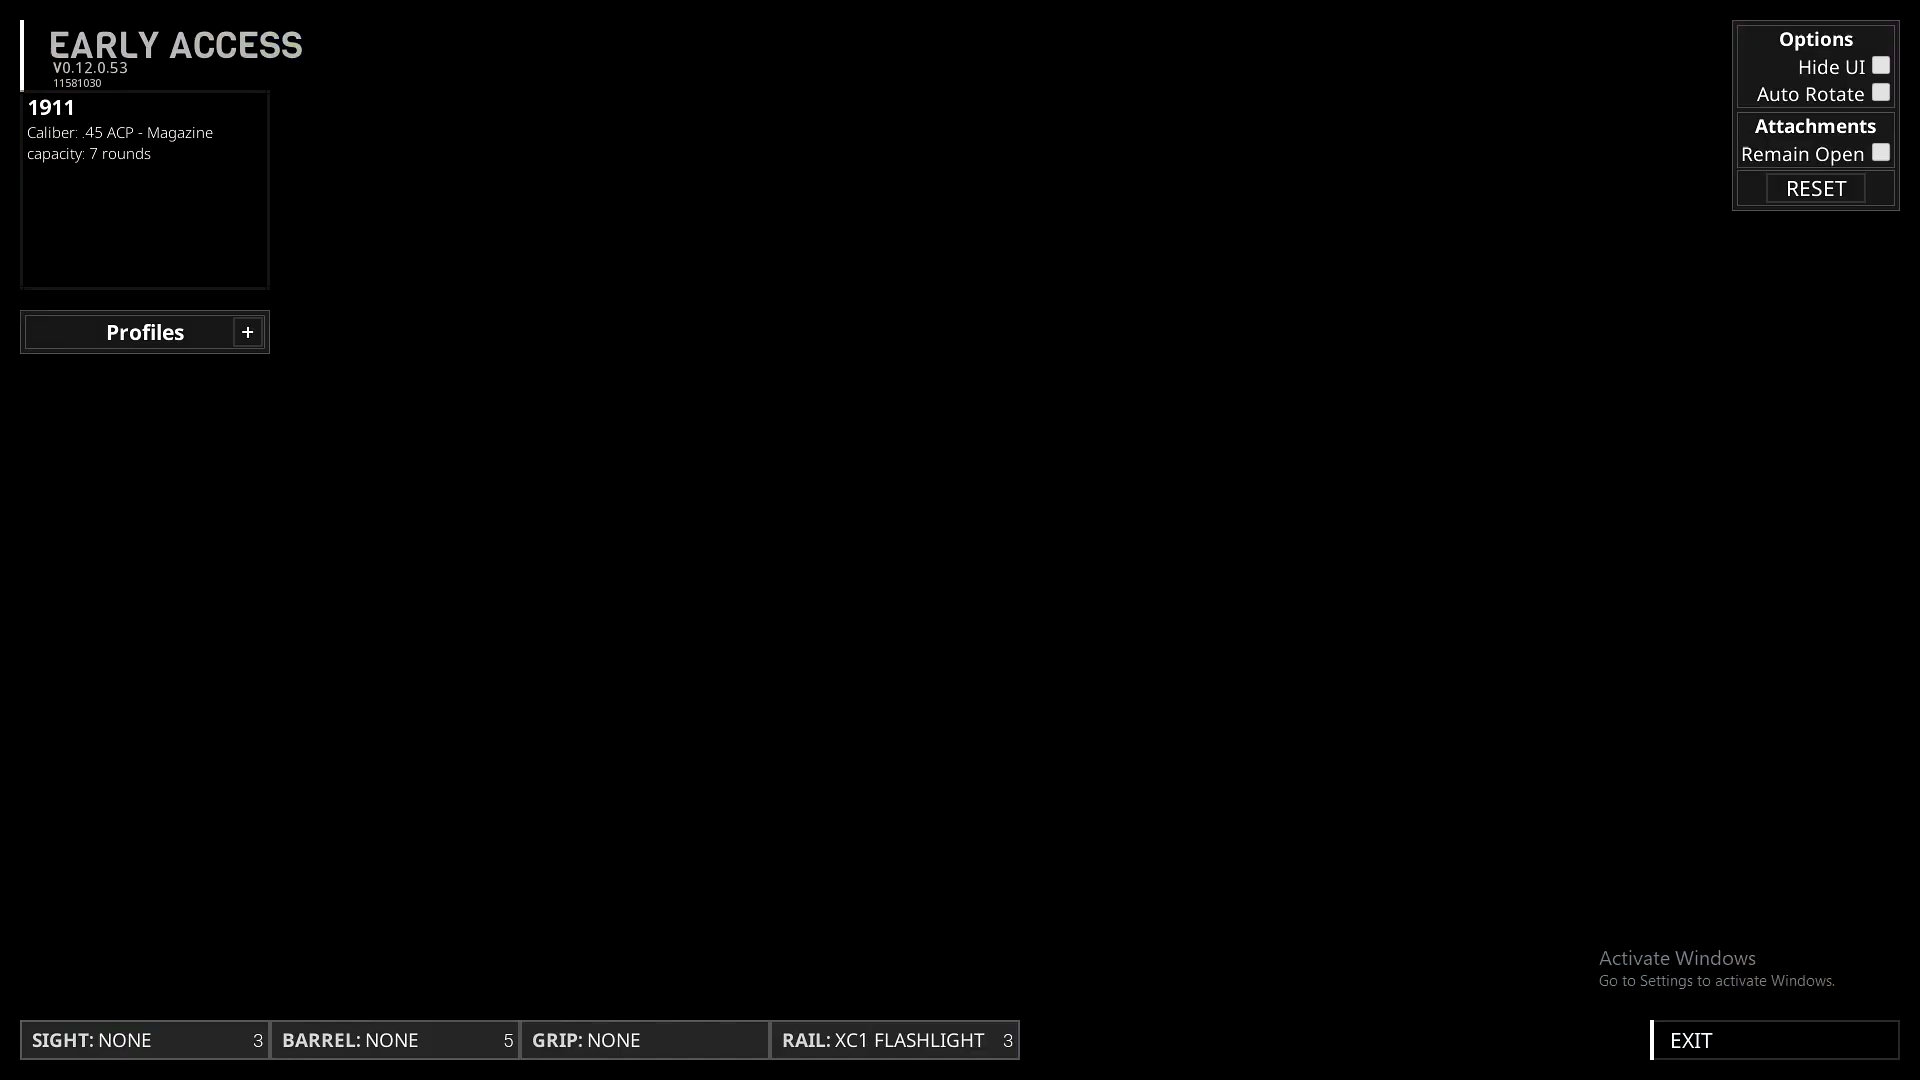 EARLY ACCESS
V0.12.0.53
11581030
1911
Caliber: .45 ACP - Magazine
capacity: 7 rounds
Profiles +
Options
Hide UI
Auto Rotate
Attachments
Remain Open
RESET
Activate Windows
Go to Settings to activate Windows.
SIGHT: NONE 3
BARREL: NONE 5
GRIP: NONE
RAIL: XC1 FLASHLIGHT 3
EXIT